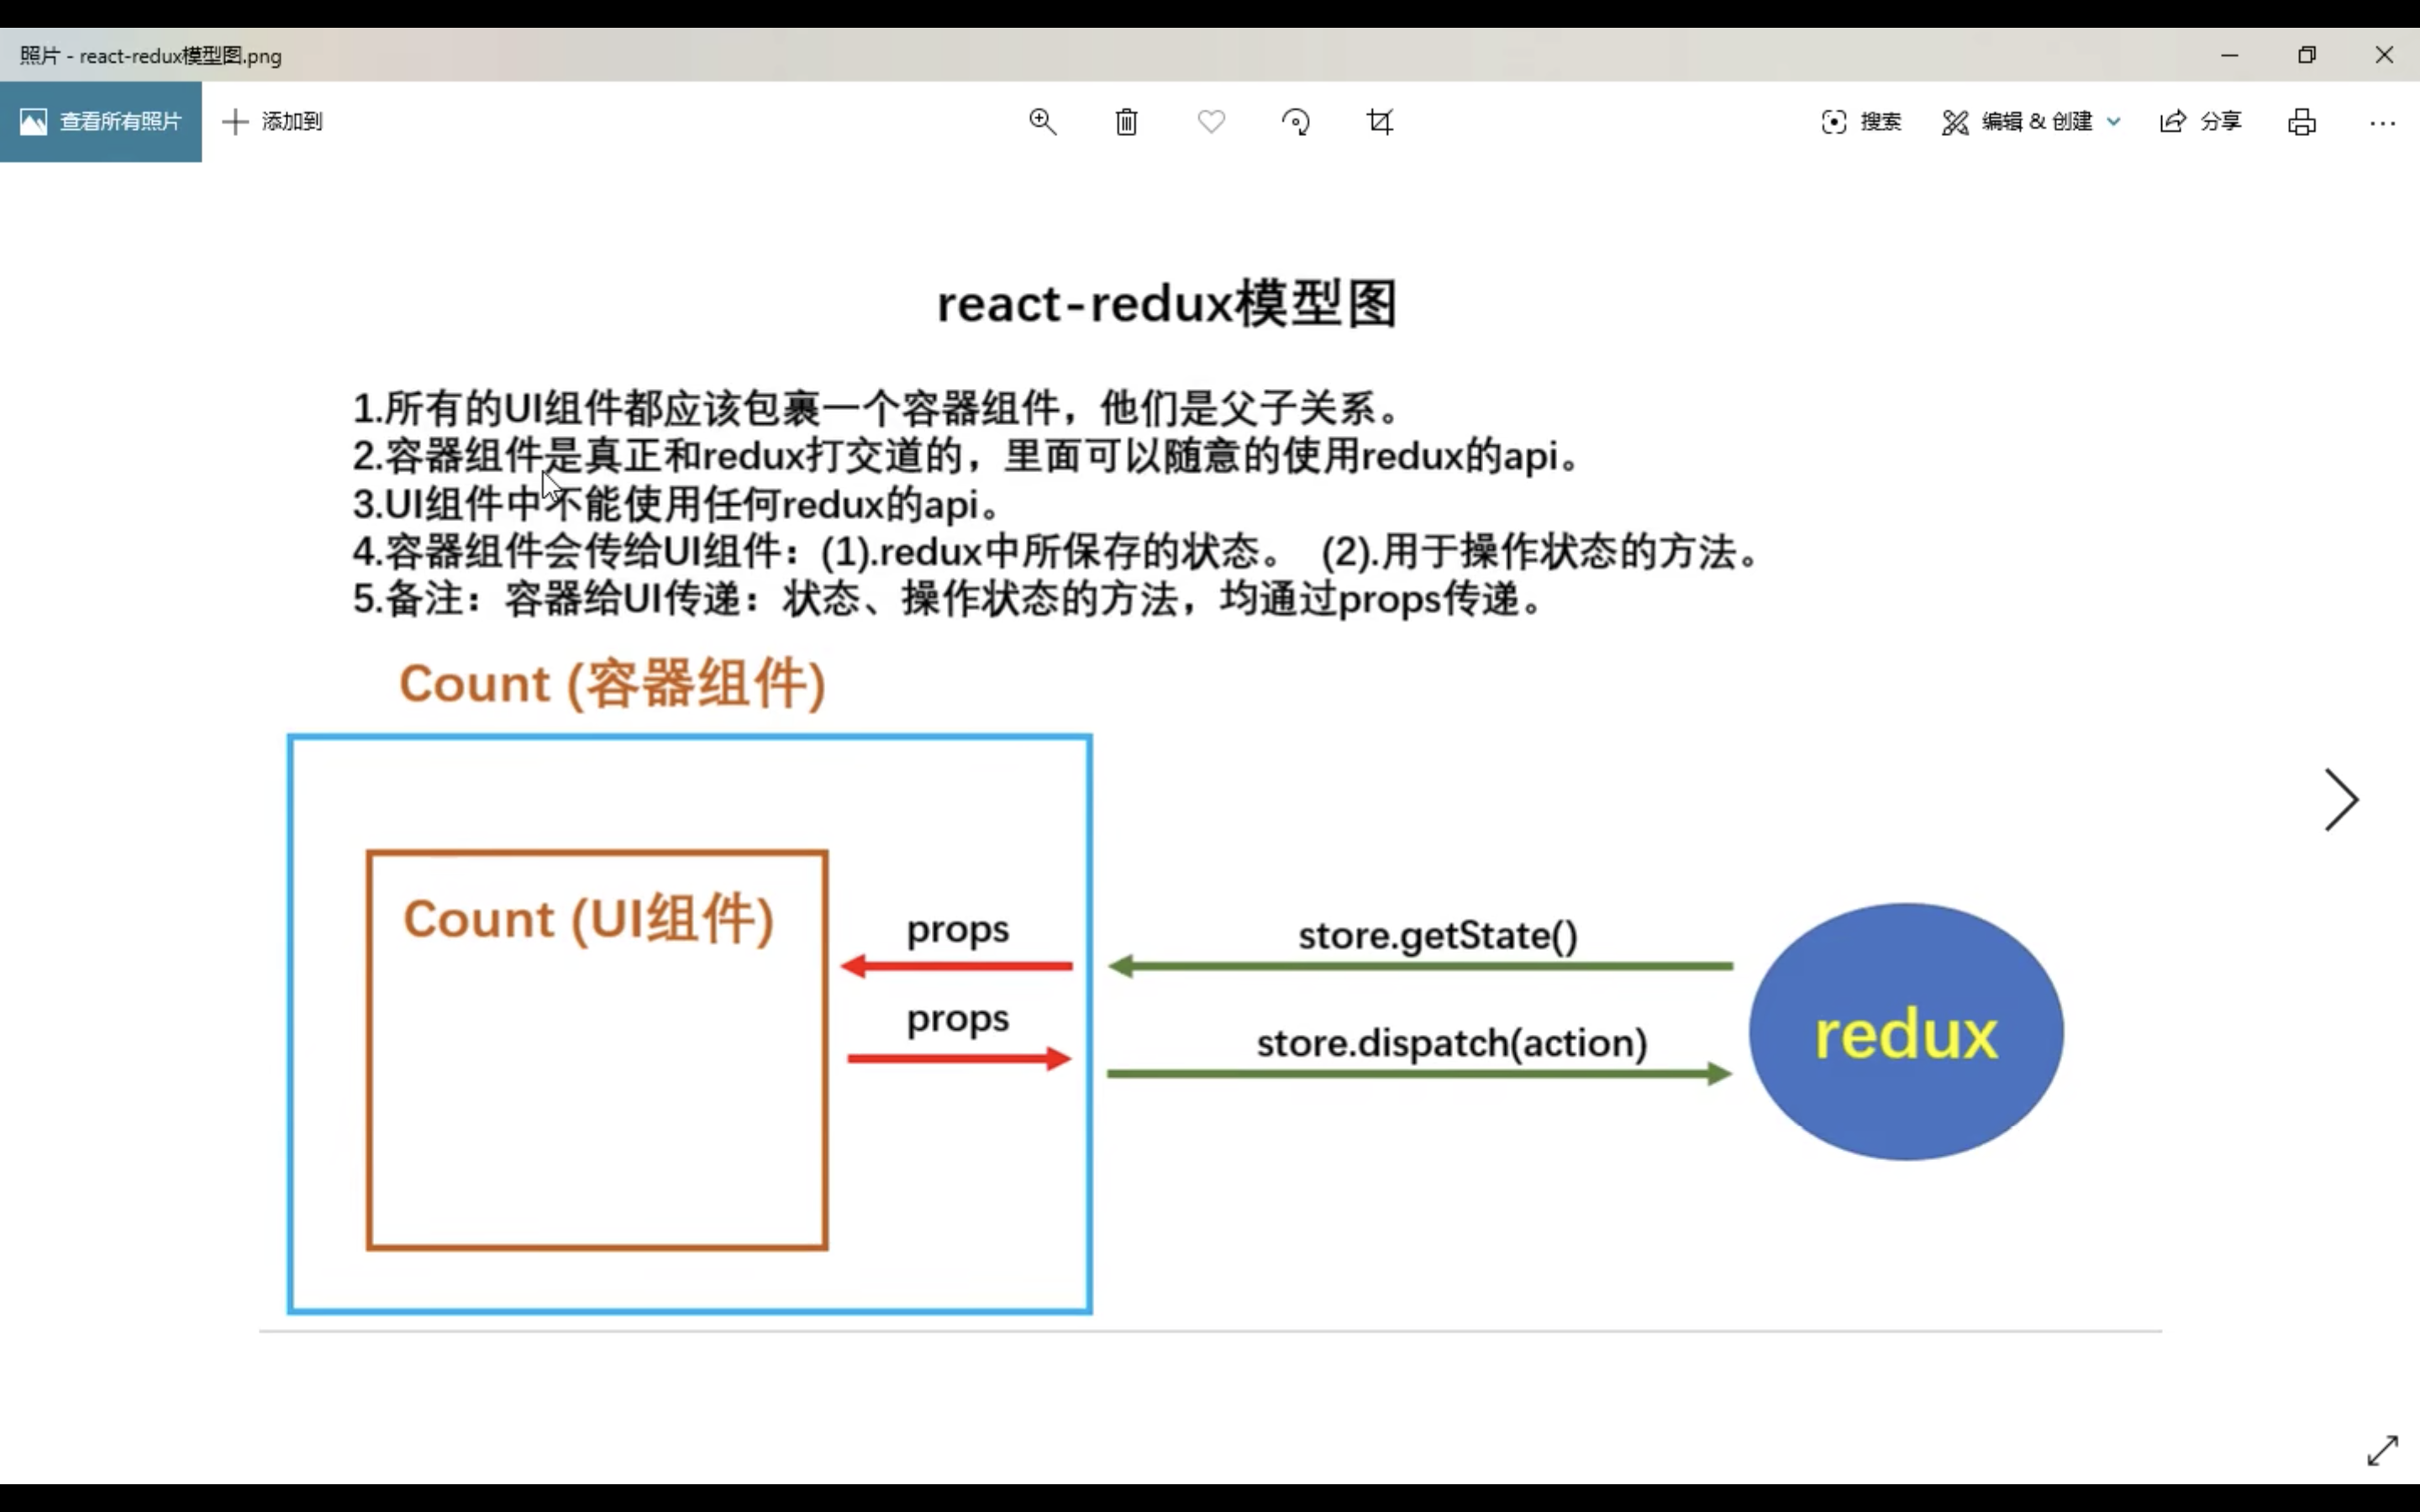 照片 - react-redux模型图.png
查看所有照片
添加到
搜索
编辑 & 创建
分享
react-redux模型图
1.所有的UI组件都应该包裹一个容器组件，他们是父子关系。
2.容器组件是真正和redux打交道的，里面可以随意的使用redux的api。
3.UI组件中不能使用任何redux的api。
4.容器组件会传给UI组件：(1).redux中所保存的状态。 (2).用于操作状态的方法。
5.备注：容器给UI传递：状态、操作状态的方法，均通过props传递。
Count (容器组件)
Count (UI组件)
props
store.getState()
props
store.dispatch(action)
redux